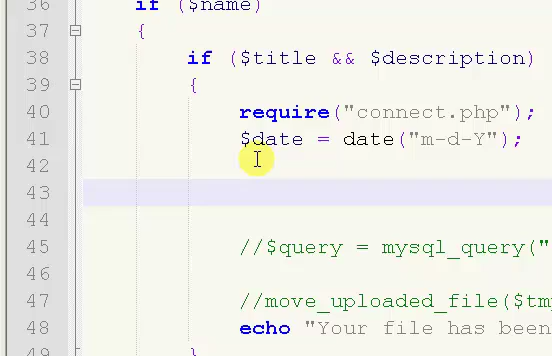 36 if ($name)
37 {
38 if ($title && $description)
39 {
40 require("connect.php");
41 $date = date("m-d-Y");
42
43
44
45 //$query = mysql_query("
46
47 //move_uploaded_file($tmp
48 echo "Your file has been
49 }